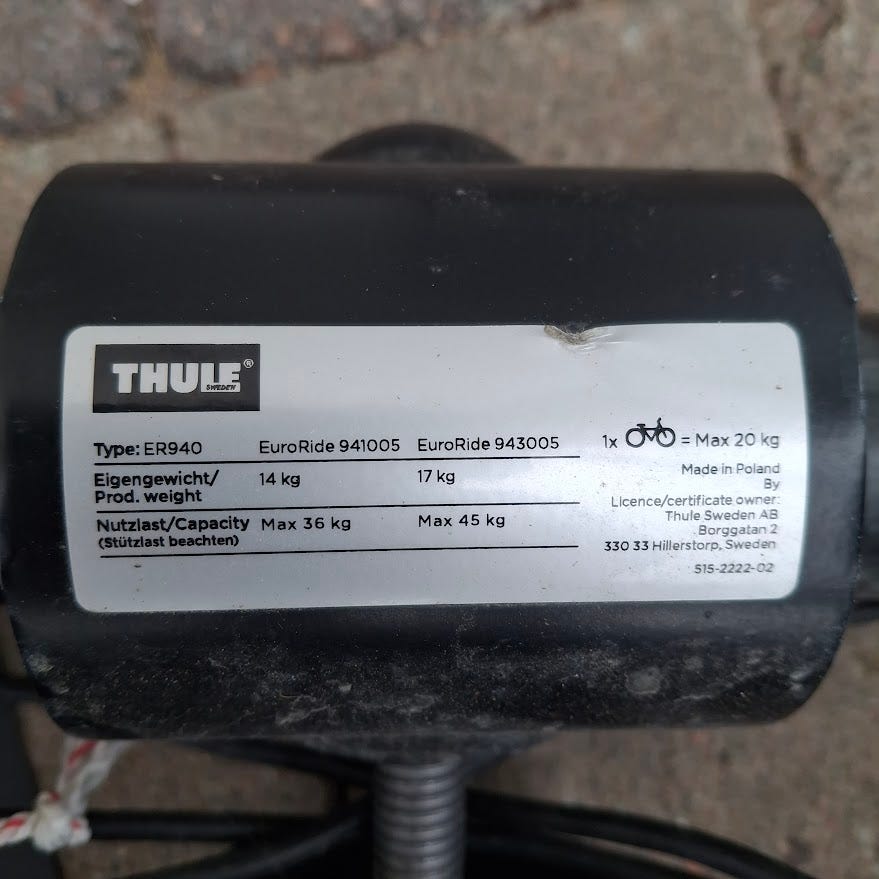 THULE®
SWEDEN
Type: ER940 EuroRide 941005 EuroRide 943005
Eigengewicht/ 14 kg 17 kg
Prod. weight
Nutzlast/Capacity Max 36 kg Max 45 kg
(Stützlast beachten)
1x = Max 20 kg
Made in Poland
By
Licence/certificate owner:
Thule Sweden AB
Borggatan 2
330 33 Hillerstorp, Sweden
515-2222-02